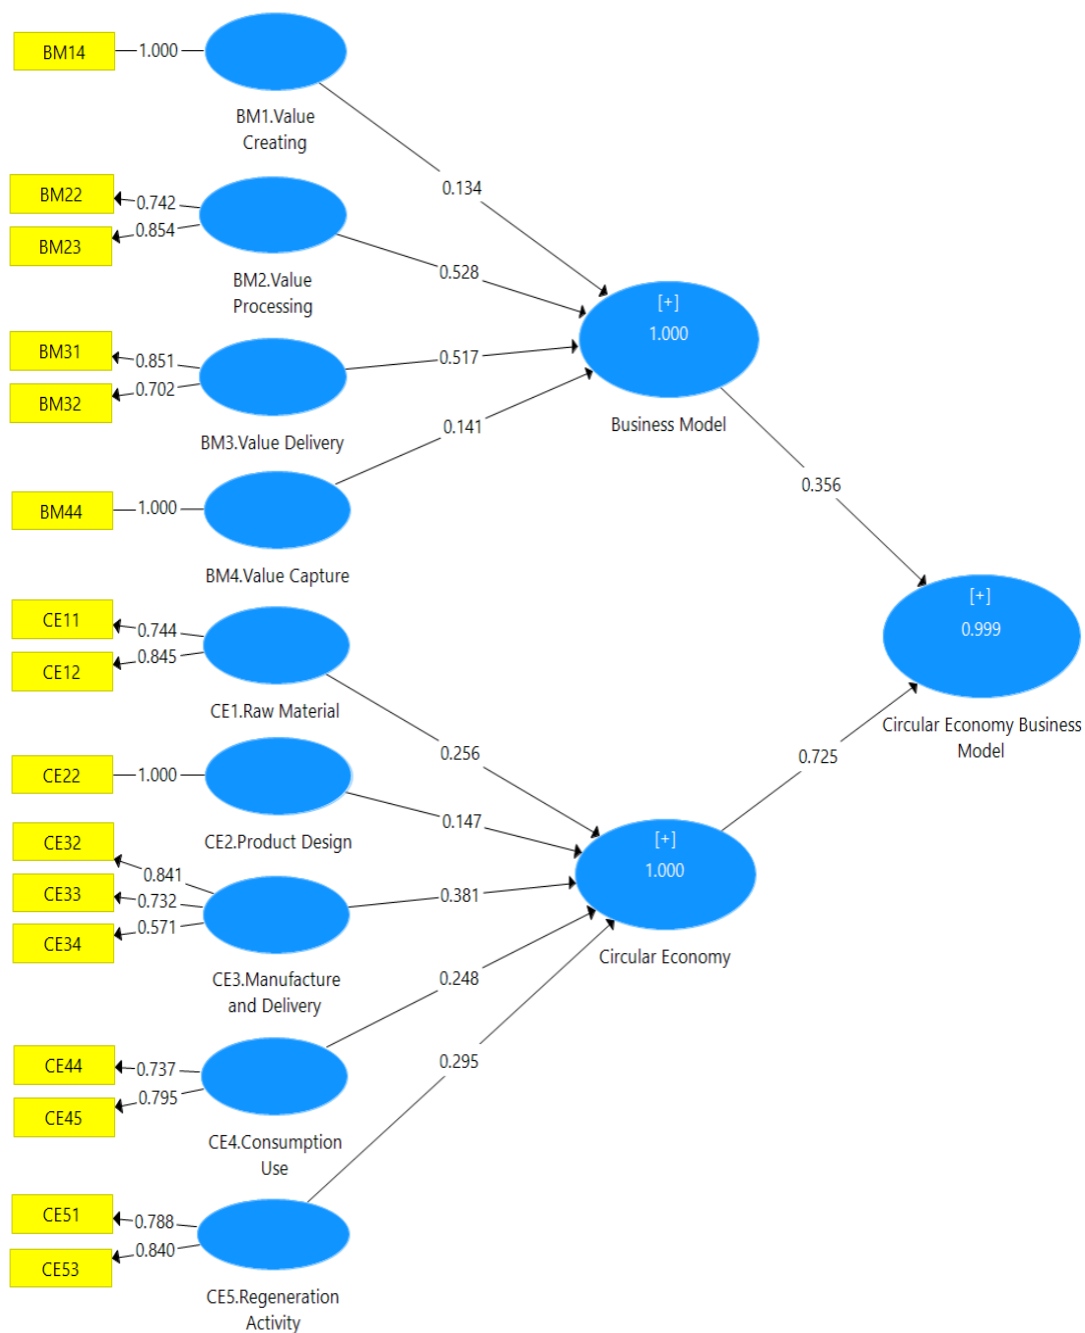 BM14
1.000
BM1.Value
Creating
0.134
BM22
0.742
BM23
0.854
BM2.Value
Processing
0.528
[+]
1.000
Business Model
BM31
0.851
BM32
0.702
0.517
BM3.Value Delivery
0.141
BM44
1.000
BM4.Value Capture
0.356
CE11
0.744
CE12
0.845
CE1.Raw Material
0.256
[+]
0.999
Circular Economy Business
Model
0.725
CE22
1.000
CE2.Product Design
0.147
CE32
0.841
CE33
0.732
CE34
0.571
0.381
CE3.Manufacture
and Delivery
[+]
1.000
Circular Economy
0.248
CE44
0.737
CE45
0.795
CE4.Consumption
Use
0.295
CE51
0.788
CE53
0.840
CE5.Regeneration
Activity